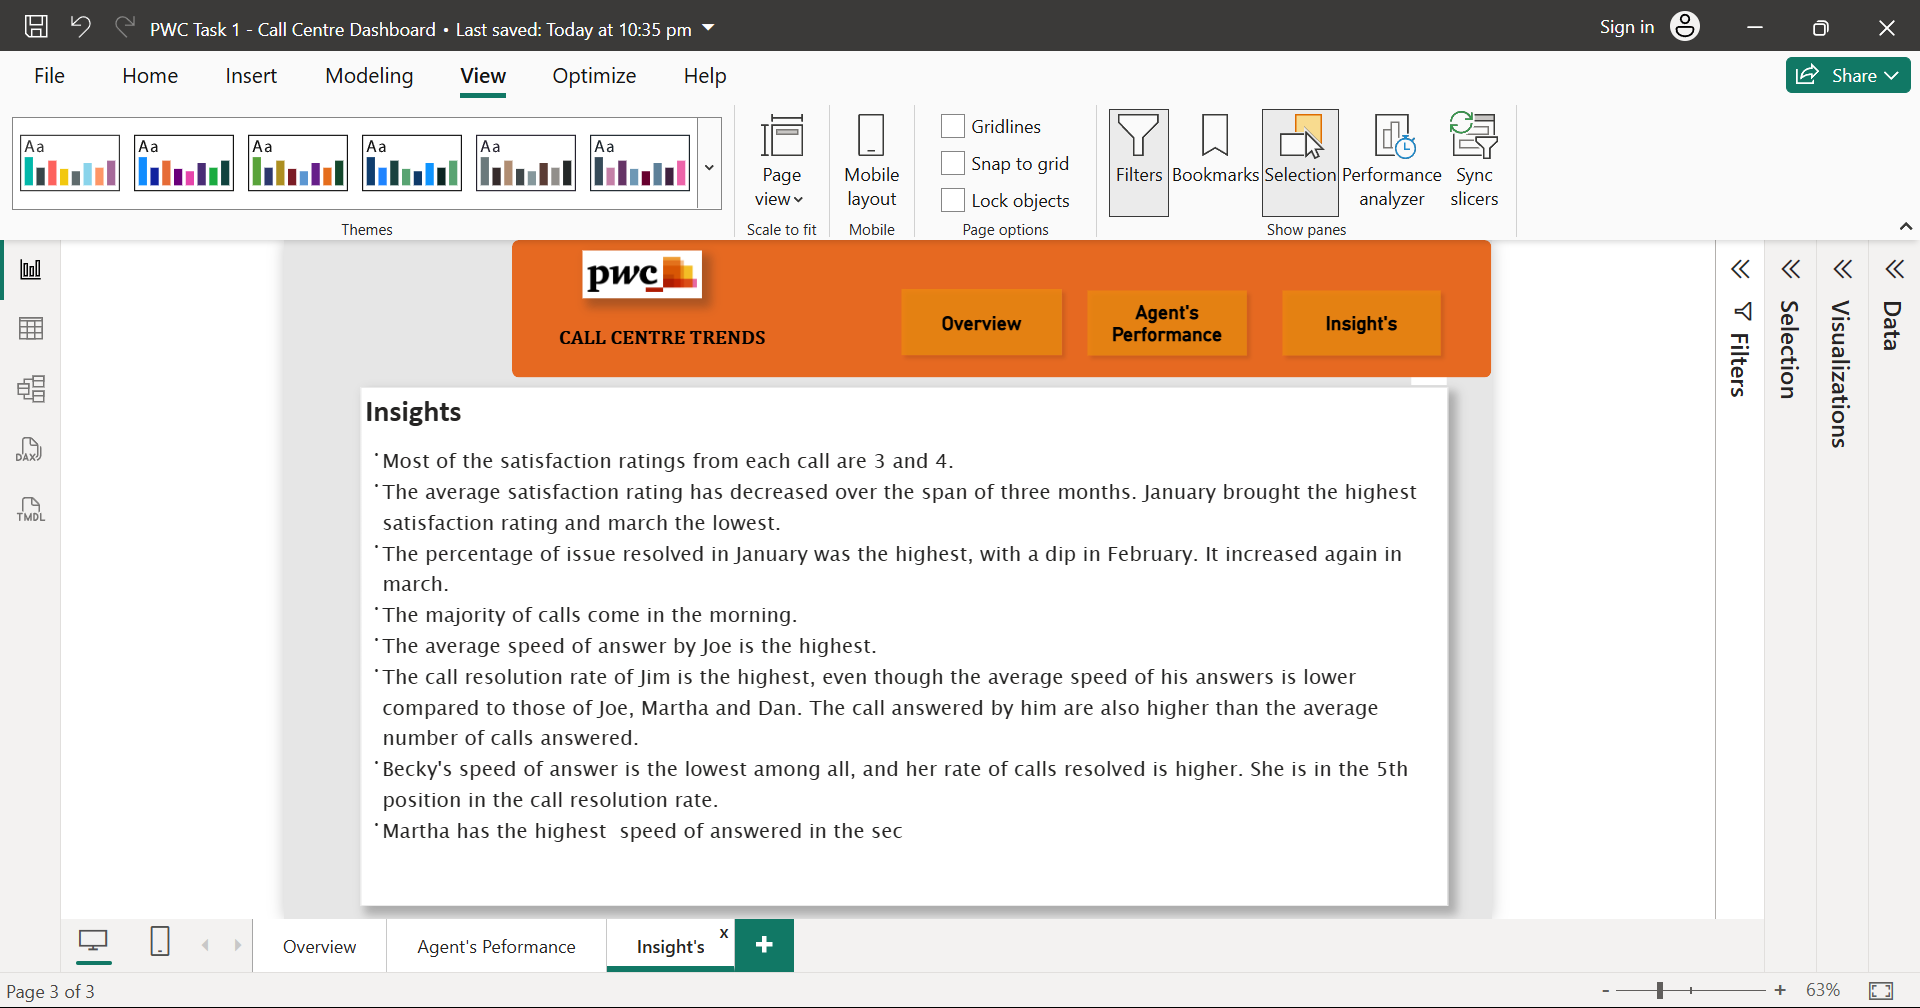 PWC Task 1 - Call Centre Dashboard • Last saved: Today at 10:35 pm
Sign in
File Home Insert Modeling View Optimize Help
Share
Aa Aa Aa Aa Aa Aa
Themes
Page view
Scale to fit
Mobile layout
Mobile
Gridlines
Snap to grid
Lock objects
Page options
Filters
Bookmarks
Selection
Performance analyzer
Sync slicers
Show panes
DAX
TMDL
pwc
CALL CENTRE TRENDS
Overview
Agent's
Performance
Insight's
Insights
·Most of the satisfaction ratings from each call are 3 and 4.
·The average satisfaction rating has decreased over the span of three months. January brought the highest
satisfaction rating and march the lowest.
·The percentage of issue resolved in January was the highest, with a dip in February. It increased again in
march.
·The majority of calls come in the morning.
·The average speed of answer by Joe is the highest.
·The call resolution rate of Jim is the highest, even though the average speed of his answers is lower
compared to those of Joe, Martha and Dan. The call answered by him are also higher than the average
number of calls answered.
·Becky's speed of answer is the lowest among all, and her rate of calls resolved is higher. She is in the 5th
position in the call resolution rate.
·Martha has the highest  speed of answered in the sec
Filters
Selection
Visualizations
Data
Overview
Agent's Peformance
Insight's
x
+
Page 3 of 3
- + 63%